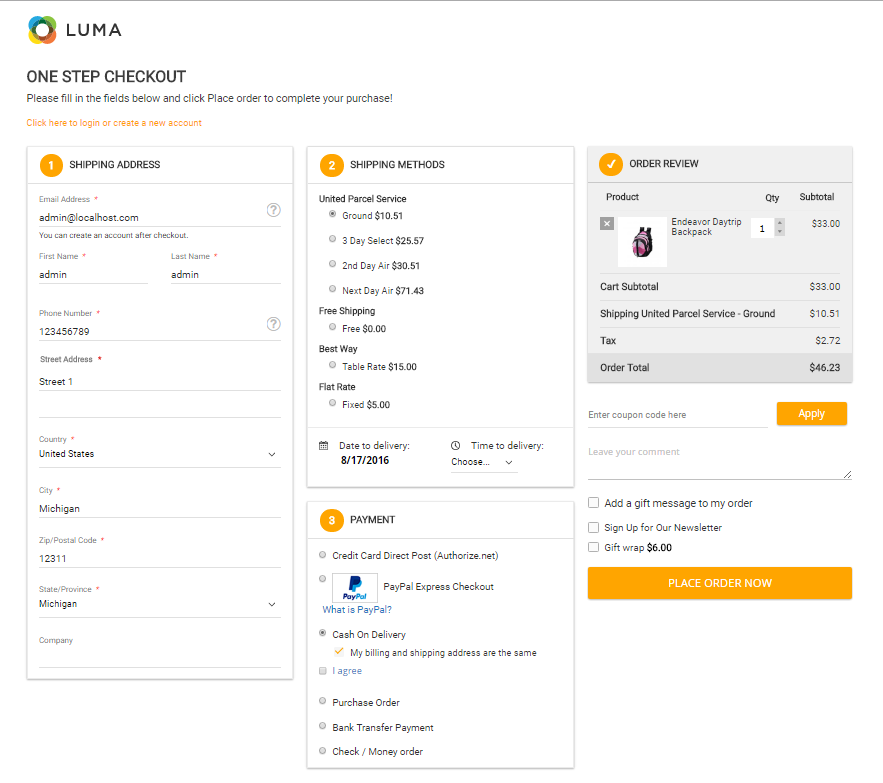 LUMA
ONE STEP CHECKOUT
Please fill in the fields below and click Place order to complete your purchase!
Click here to login or create a new account
1 SHIPPING ADDRESS
Email Address *
admin@localhost.com
?
You can create an account after checkout.
First Name * Last Name *
admin admin
Phone Number *
123456789
?
Street Address *
Street 1
Country *
United States
City *
Michigan
Zip/Postal Code *
12311
State/Province *
Michigan
Company
2 SHIPPING METHODS
United Parcel Service
Ground $10.51
3 Day Select $25.57
2nd Day Air $30.51
Next Day Air $71.43
Free Shipping
Free $0.00
Best Way
Table Rate $15.00
Flat Rate
Fixed $5.00
Date to delivery: Time to delivery:
8/17/2016 Choose...
3 PAYMENT
Credit Card Direct Post (Authorize.net)
PayPal PayPal Express Checkout
What is PayPal?
Cash On Delivery
My billing and shipping address are the same
I agree
Purchase Order
Bank Transfer Payment
Check / Money order
ORDER REVIEW
Product Qty Subtotal
Endeavor Daytrip 1 $33.00
Backpack
Cart Subtotal $33.00
Shipping United Parcel Service - Ground $10.51
Tax $2.72
Order Total $46.23
Enter coupon code here Apply
Leave your comment
Add a gift message to my order
Sign Up for Our Newsletter
Gift wrap $6.00
PLACE ORDER NOW